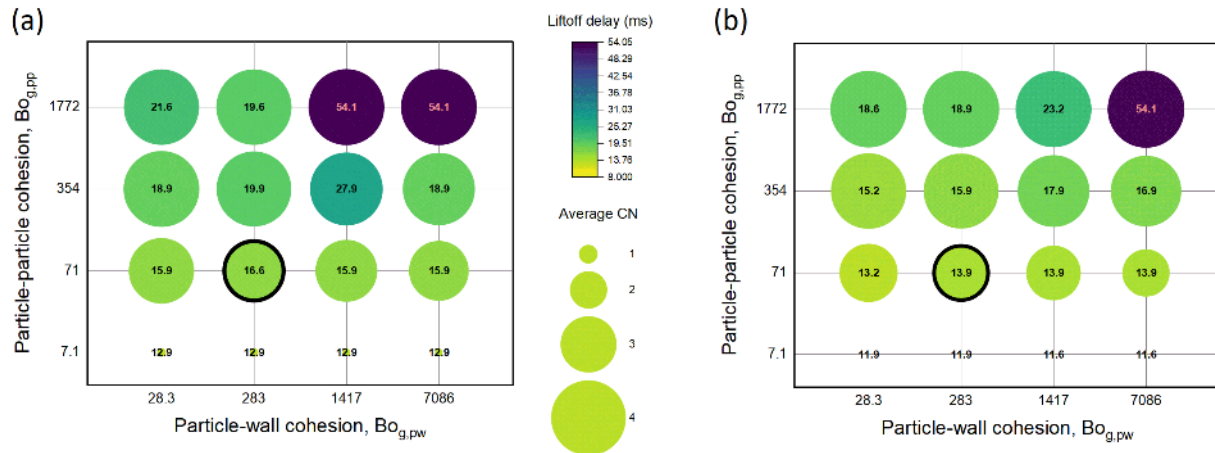 (a)
Particle-particle cohesion, Bog,pp
1772
354
71
7.1
21.6 19.6 54.1 54.1
18.9 19.9 27.9 18.9
15.9 16.6 15.9 15.9
12.9 12.9 12.9 12.9
28.3 283 1417 7086
Particle-wall cohesion, Bog,pw
Liftoff delay (ms)
54.05
48.29
42.54
36.78
31.03
25.27
19.51
13.76
8.000
Average CN
1
2
3
4
(b)
Particle-particle cohesion, Bog,pp
1772
354
71
7.1
18.6 18.9 23.2 54.1
15.2 15.9 17.9 16.9
13.2 13.9 13.9 13.9
11.9 11.9 11.6 11.6
28.3 283 1417 7086
Particle-wall cohesion, Bog,pw